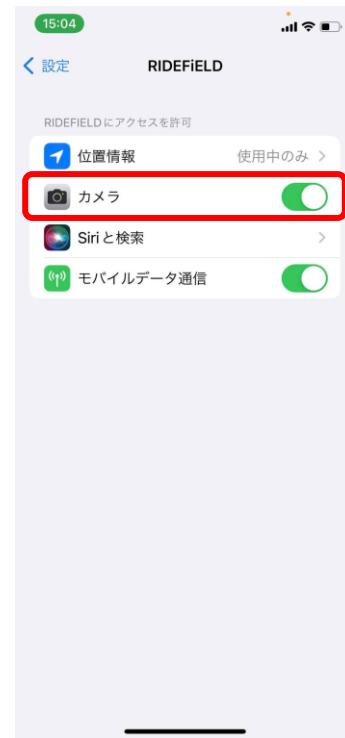 15:04
設定 RIDEFiELD
RIDEFIELDにアクセスを許可
位置情報 使用中のみ
カメラ
Siriと検索
モバイルデータ通信